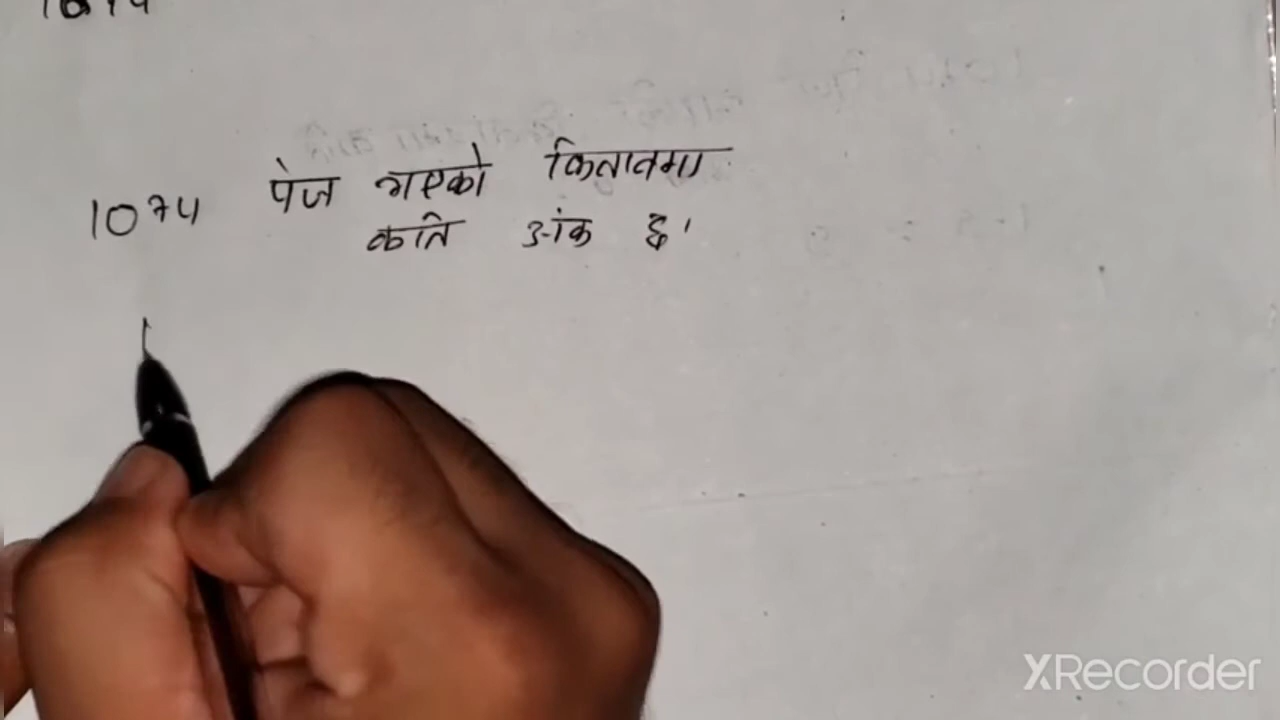 1074 पेज भएको किताबमा
कति अंक छ।
XRecorder